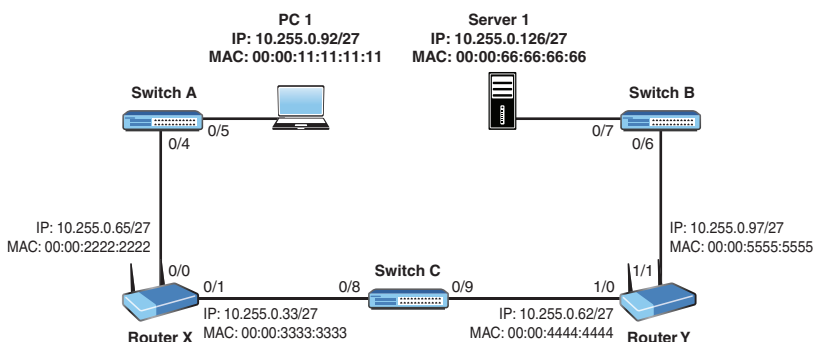 PC 1
IP: 10.255.0.92/27
MAC: 00:00:11:11:11:11
Server 1
IP: 10.255.0.126/27
MAC: 00:00:66:66:66:66
Switch A
Switch B
0/5
0/4
0/7
0/6
IP: 10.255.0.65/27
MAC: 00:00:2222:2222
IP: 10.255.0.97/27
MAC: 00:00:5555:5555
0/0
1/1
Switch C
0/1
0/8
0/9
1/0
IP: 10.255.0.33/27
MAC: 00:00:3333:3333
IP: 10.255.0.62/27
MAC: 00:00:4444:4444
Router X
Router Y